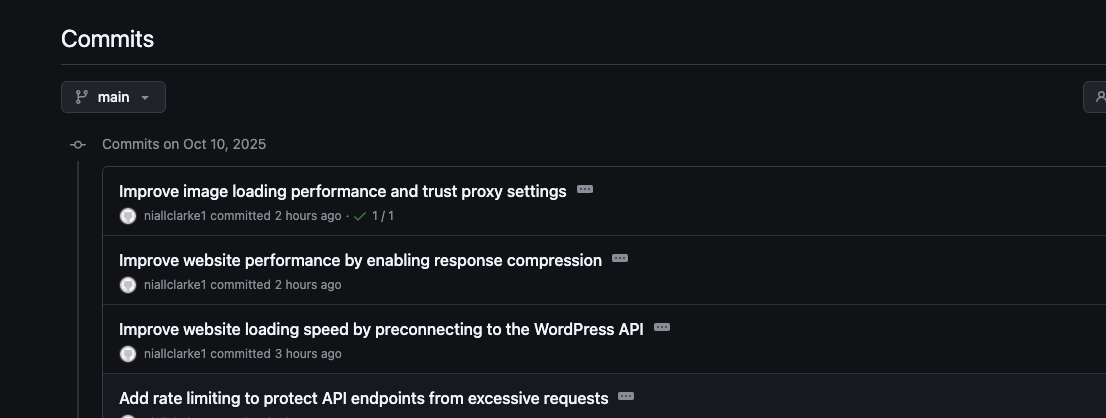 Commits
main
Commits on Oct 10, 2025
Improve image loading performance and trust proxy settings
niallclarke1 committed 2 hours ago · 1 / 1
Improve website performance by enabling response compression
niallclarke1 committed 2 hours ago
Improve website loading speed by preconnecting to the WordPress API
niallclarke1 committed 3 hours ago
Add rate limiting to protect API endpoints from excessive requests